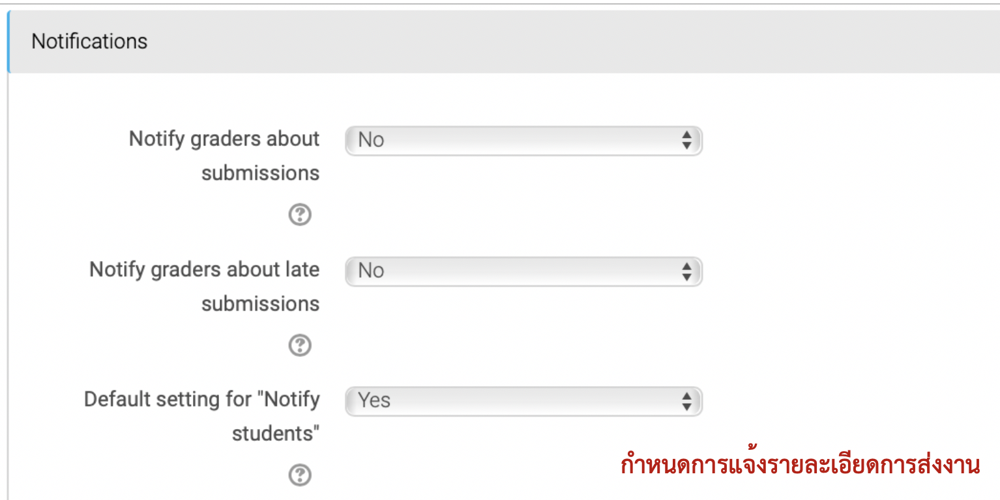 Notifications
Notify graders about
submissions
No
Notify graders about late
submissions
No
Default setting for "Notify
students"
Yes
กำหนดการแจ้งรายละเอียดการส่งงาน